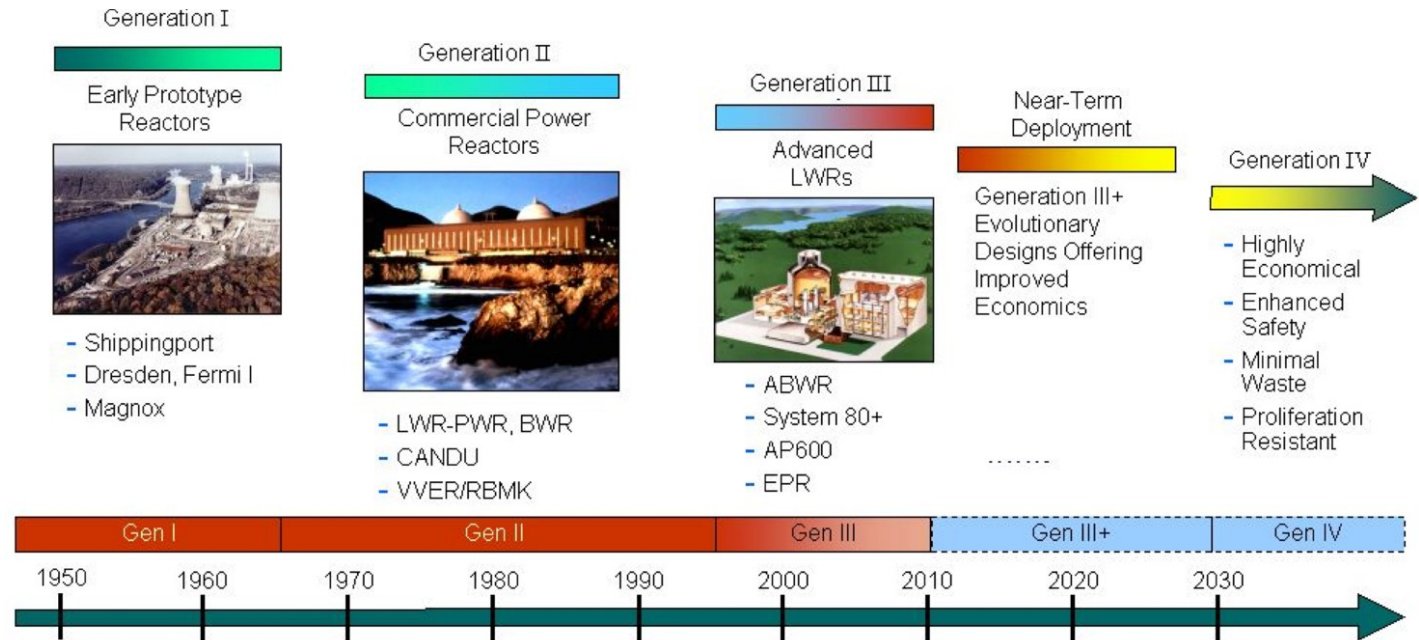 Generation I
Early Prototype
Reactors
- Shippingport
- Dresden, Fermi I
- Magnox
Generation II
Commercial Power
Reactors
- LWR-PWR, BWR
- CANDU
- VVER/RBMK
Generation III
Advanced
LWRs
- ABWR
- System 80+
- AP600
- EPR
Near-Term
Deployment
Generation III+
Evolutionary
Designs Offering
Improved
Economics
.......
Generation IV
- Highly
Economical
- Enhanced
Safety
- Minimal
Waste
- Proliferation
Resistant
Gen I Gen II Gen III Gen III+ Gen IV
1950 1960 1970 1980 1990 2000 2010 2020 2030